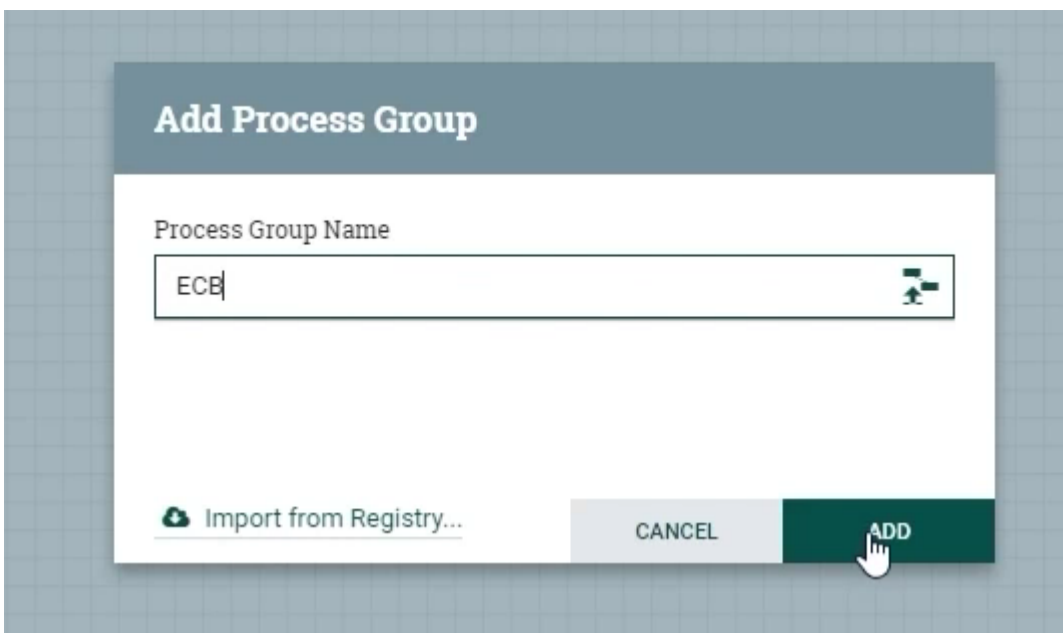 Add Process Group
Process Group Name
ECB
Import from Registry...
CANCEL
ADD